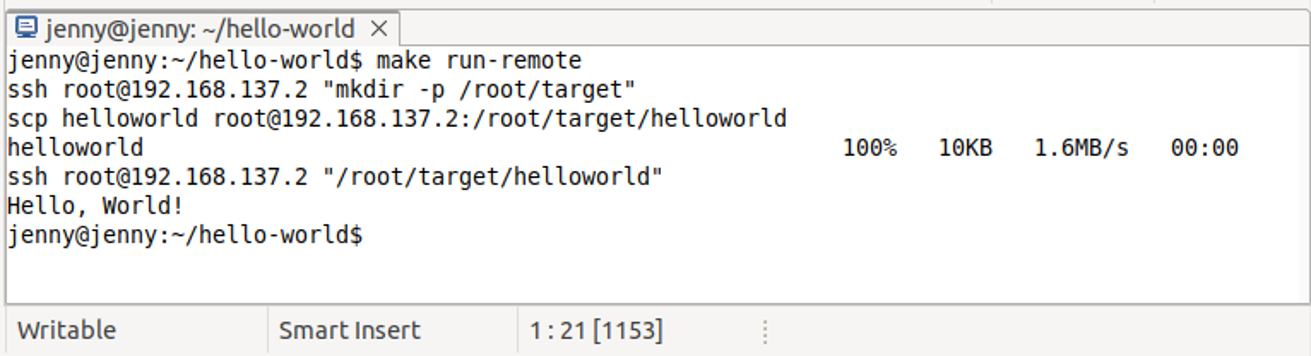 jenny@jenny: ~/hello-world
jenny@jenny:~/hello-world$ make run-remote
ssh root@192.168.137.2 "mkdir -p /root/target"
scp helloworld root@192.168.137.2:/root/target/helloworld
helloworld 100% 10KB 1.6MB/s 00:00
ssh root@192.168.137.2 "/root/target/helloworld"
Hello, World!
jenny@jenny:~/hello-world$
Writable Smart Insert 1 : 21 [1153]